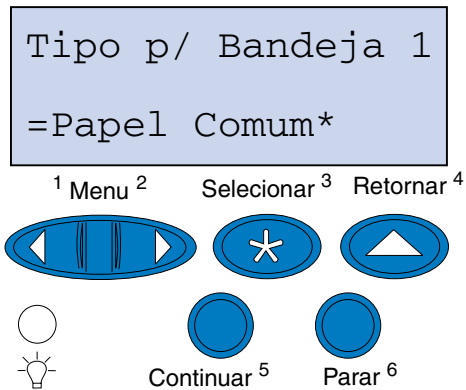 Tipo p/ Bandeja 1
=Papel Comum*
1 Menu 2 Selecionar 3 Retornar 4
Continuar 5 Parar 6